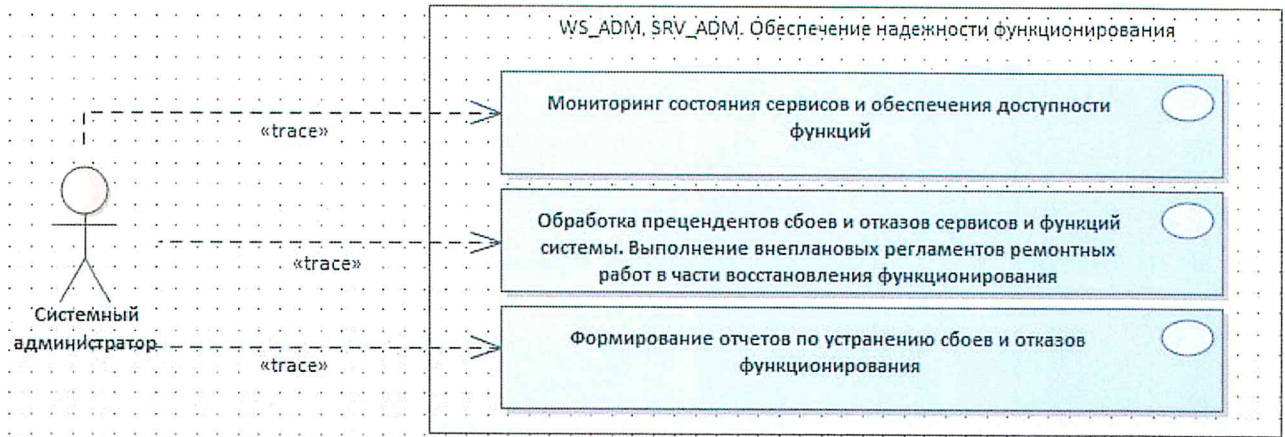 WS_ADM, SRV_ADM. Обеспечение надежности функционирования
Мониторинг состояния сервисов и обеспечения доступности
функций
«trace»
Обработка прецендентов сбоев и отказов сервисов и функций
системы. Выполнение внеплановых регламентов ремонтных
работ в части восстановления функционирования
«trace»
Системный
администратор
Формирование отчетов по устранению сбоев и отказов
функционирования
«trace»